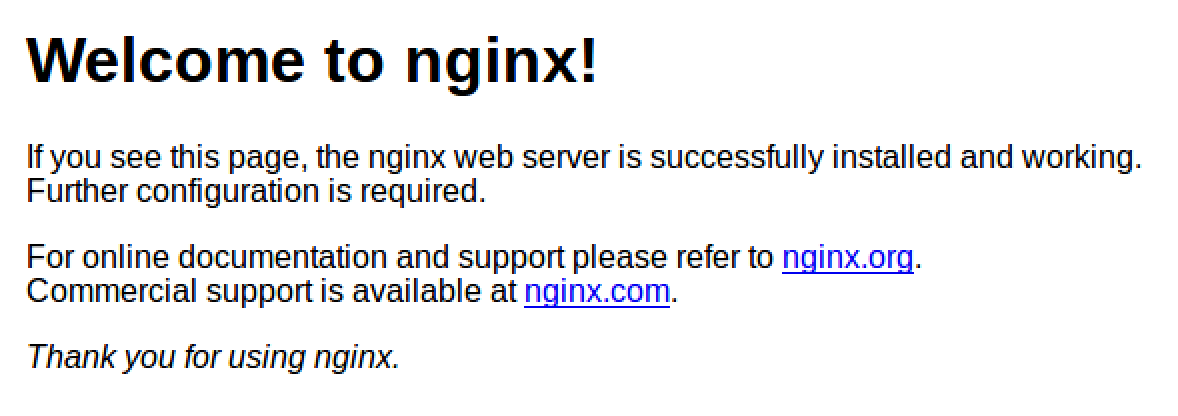 Welcome to nginx!
If you see this page, the nginx web server is successfully installed and working.
Further configuration is required.
For online documentation and support please refer to nginx.org.
Commercial support is available at nginx.com.
Thank you for using nginx.